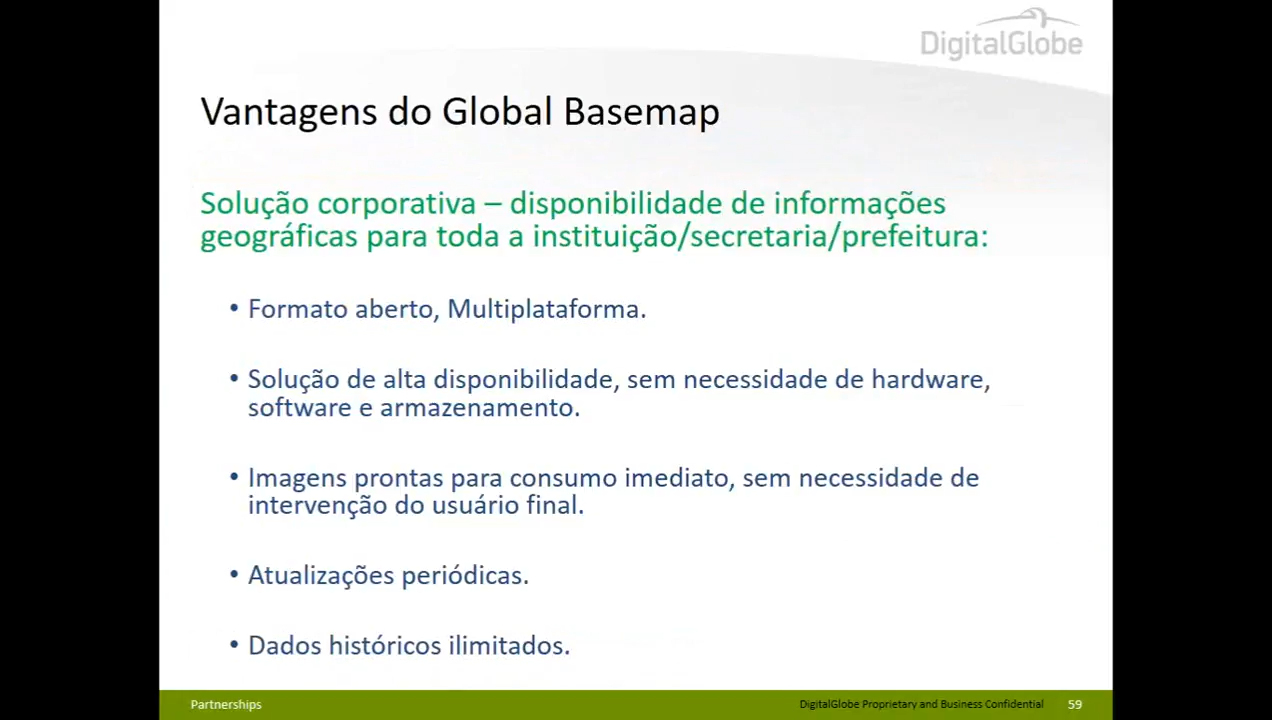 DigitalGlobe
Vantagens do Global Basemap
Solução corporativa – disponibilidade de informações
geográficas para toda a instituição/secretaria/prefeitura:
• Formato aberto, Multiplataforma.
• Solução de alta disponibilidade, sem necessidade de hardware,
software e armazenamento.
• Imagens prontas para consumo imediato, sem necessidade de
intervenção do usuário final.
• Atualizações periódicas.
• Dados históricos ilimitados.
Partnerships DigitalGlobe Proprietary and Business Confidential 59